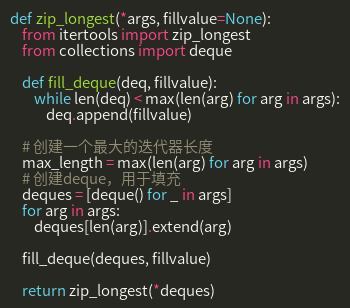 def zip_longest(*args, fillvalue=None):
from itertools import zip_longest
from collections import deque
def fill_deque(deq, fillvalue):
while len(deq) < max(len(arg) for arg in args):
deq.append(fillvalue)
# 创建一个最大的迭代器长度
max_length = max(len(arg) for arg in args)
# 创建deque，用于填充
deques = [deque() for _ in args]
for arg in args:
deques[len(arg)].extend(arg)
fill_deque(deques, fillvalue)
return zip_longest(*deques)